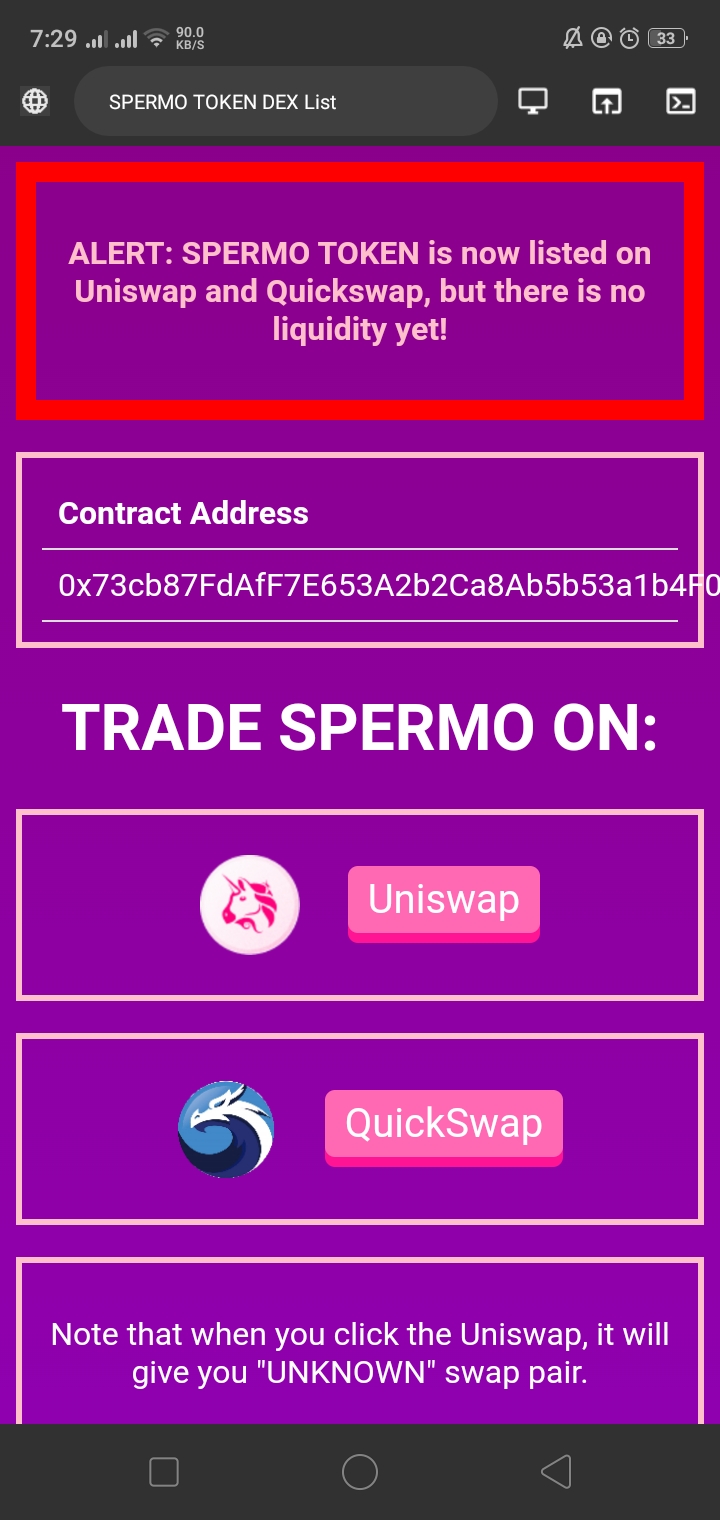 7:29 90.0 KB/S 33
SPERMO TOKEN DEX List
ALERT: SPERMO TOKEN is now listed on
Uniswap and Quickswap, but there is no
liquidity yet!
Contract Address
0x73cb87FdAfF7E653A2b2Ca8Ab5b53a1b4F0
TRADE SPERMO ON:
Uniswap
QuickSwap
Note that when you click the Uniswap, it will
give you "UNKNOWN" swap pair.